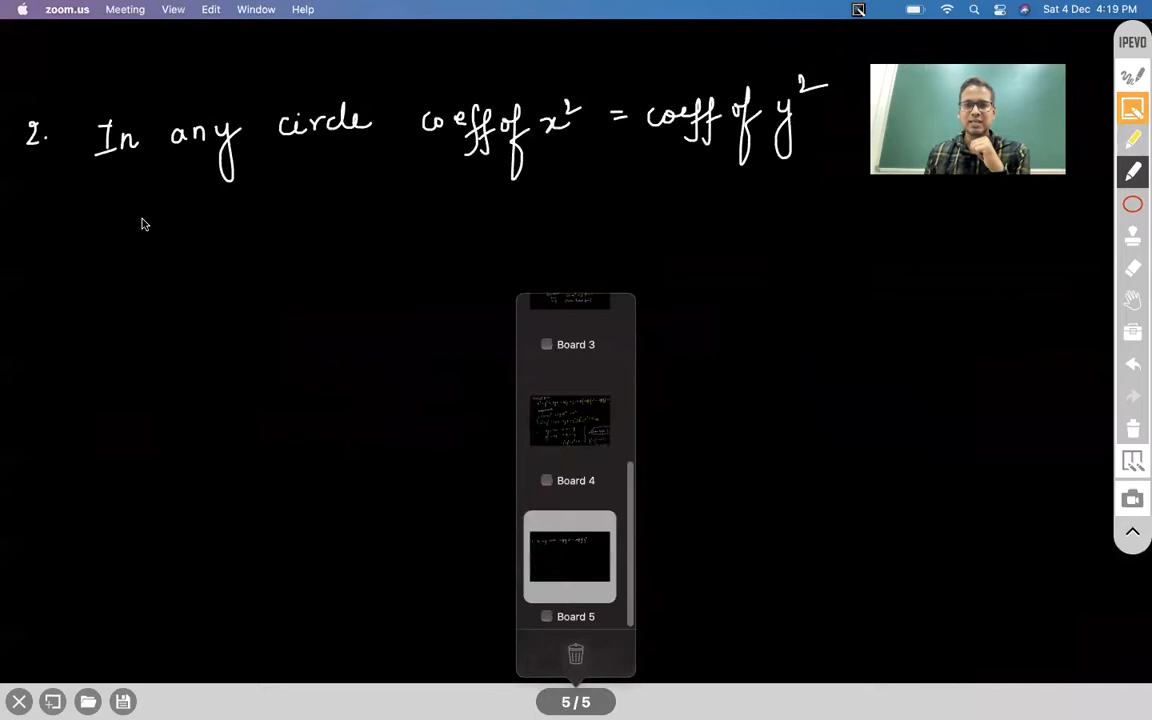 zoom.us Meeting View Edit Window Help Sat 4 Dec 4:19 PM
IPEVO
2. In any circle coeff of x² = coeff of y²
Board 3
Board 4
Board 5
5/5